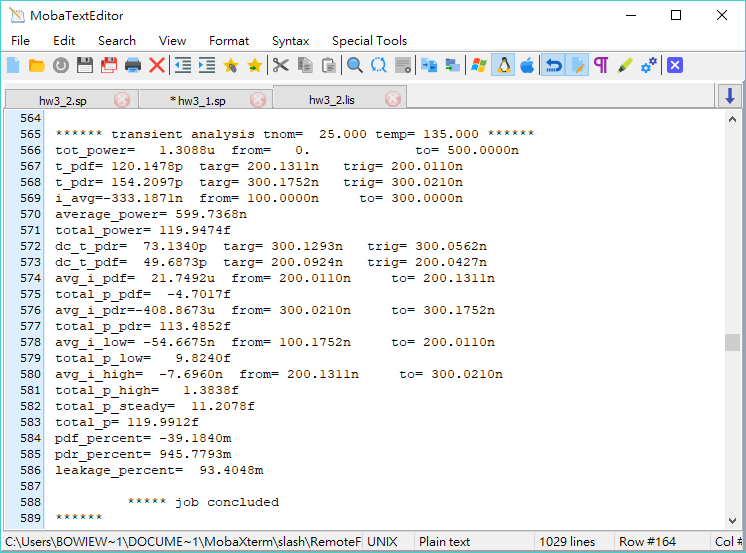 MobaTextEditor
File Edit Search View Format Syntax Special Tools
hw3_2.sp *hw3_1.sp hw3_2.lis
564
565 ****** transient analysis tnom= 25.000 temp= 135.000 ******
566 tot_power= 1.3088u from= 0. to= 500.0000n
567 t_pdf= 120.1478p targ= 200.1311n trig= 200.0110n
568 t_pdr= 154.2097p targ= 300.1752n trig= 300.0210n
569 i_avg=-333.1871n from= 100.0000n to= 300.0000n
570 average_power= 599.7368n
571 total_power= 119.9474f
572 dc_t_pdr= 73.1340p targ= 300.1293n trig= 300.0562n
573 dc_t_pdf= 49.6873p targ= 200.0924n trig= 200.0427n
574 avg_i_pdf= 21.7492u from= 200.0110n to= 200.1311n
575 total_p_pdf= -4.7017f
576 avg_i_pdr=-408.8673u from= 300.0210n to= 300.1752n
577 total_p_pdr= 113.4852f
578 avg_i_low= -54.6675n from= 100.1752n to= 200.0110n
579 total_p_low= 9.8240f
580 avg_i_high= -7.6960n from= 200.1311n to= 300.0210n
581 total_p_high= 1.3838f
582 total_p_steady= 11.2078f
583 total_p= 119.9912f
584 pdf_percent= -39.1840m
585 pdr_percent= 945.7793m
586 leakage_percent= 93.4048m
587
588 ***** job concluded
589 ******
C:\Users\BOWIEW~1\DOCUME~1\MobaXterm\slash\RemoteF UNIX Plain text 1029 lines Row #164 Col #